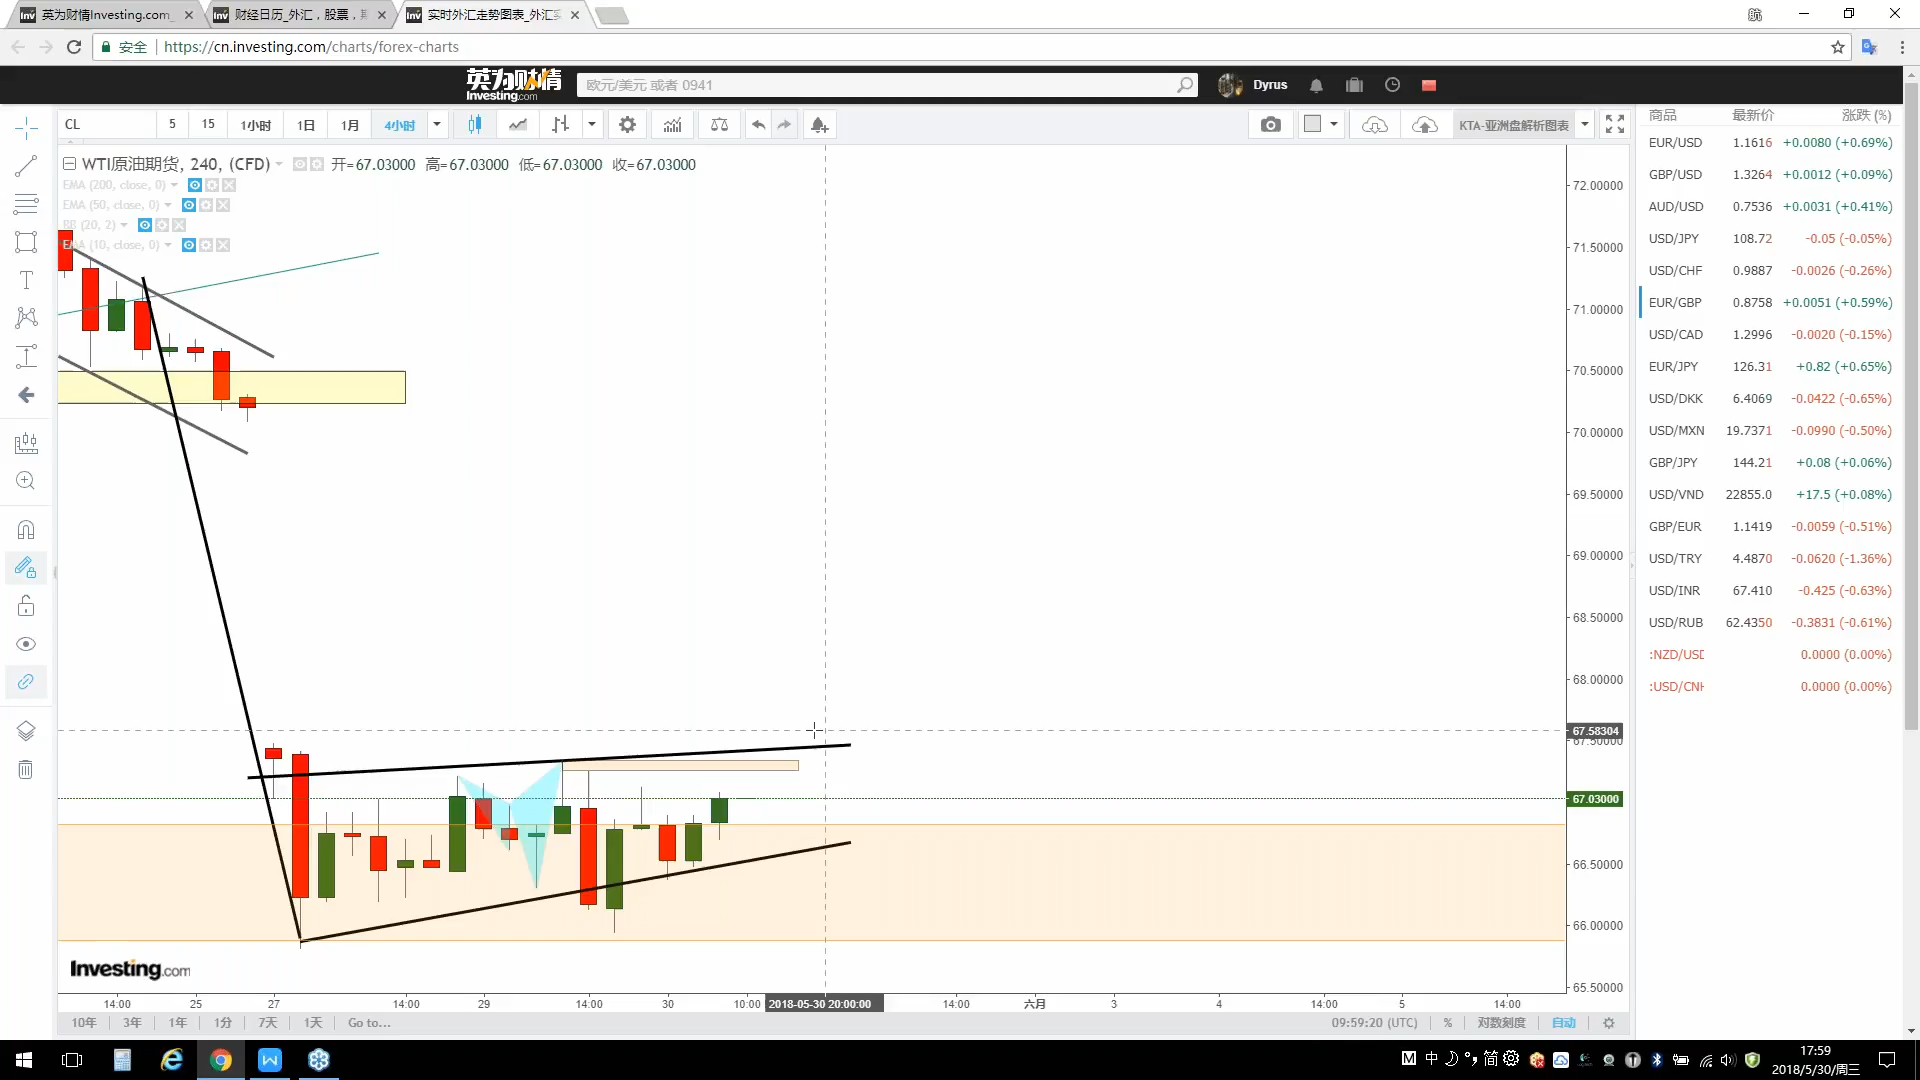 英为财情Investing.com_
财经日历_外汇，股票，期
实时外汇走势图表_外汇实
航
安全
https://cn.investing.com/charts/forex-charts
英为财情
Investing.com
欧元/美元 或者 0941
Dyrus
CL
5
15
1小时
1日
1月
4小时
KTA-亚洲盘解析图表
WTI原油期货, 240, (CFD)
开=67.03000 高=67.03000 低=67.03000 收=67.03000
EMA (200, close, 0)
EMA (50, close, 0)
BB (20, 2)
EMA (10, close, 0)
72.00000
71.50000
71.00000
70.50000
70.00000
69.50000
69.00000
68.50000
68.00000
67.58304
67.50000
67.03000
66.50000
66.00000
65.50000
Investing.com
14:00
25
27
14:00
29
14:00
30
10:00
2018-05-30 20:00:00
14:00
六月
3
4
14:00
5
14:00
10年
3年
1年
1分
7天
1天
Go to...
09:59:20 (UTC)
%
对数刻度
自动
商品 最新价 涨跌 (%)
EUR/USD 1.1616 +0.0080 (+0.69%)
GBP/USD 1.3264 +0.0012 (+0.09%)
AUD/USD 0.7536 +0.0031 (+0.41%)
USD/JPY 108.72 -0.05 (-0.05%)
USD/CHF 0.9887 -0.0026 (-0.26%)
EUR/GBP 0.8758 +0.0051 (+0.59%)
USD/CAD 1.2996 -0.0020 (-0.15%)
EUR/JPY 126.31 +0.82 (+0.65%)
USD/DKK 6.4069 -0.0422 (-0.65%)
USD/MXN 19.7371 -0.0990 (-0.50%)
GBP/JPY 144.21 +0.08 (+0.06%)
USD/VND 22855.0 +17.5 (+0.08%)
GBP/EUR 1.1419 -0.0059 (-0.51%)
USD/TRY 4.4870 -0.0620 (-1.36%)
USD/INR 67.410 -0.425 (-0.63%)
USD/RUB 62.4350 -0.3831 (-0.61%)
:NZD/USD 0.0000 (0.00%)
:USD/CNH 0.0000 (0.00%)
M 中 简
17:59
2018/5/30/周三